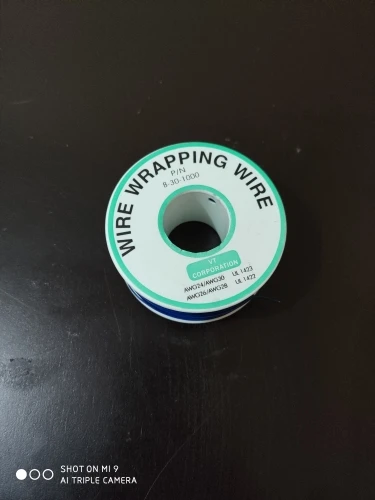 WIRE WRAPPING WIRE
P/N
8-30-1000
VT
CORPORATION
AWG24/AWG30 UL 1423
AWG26/AWG28 UL 1422
SHOT ON MI 9
AI TRIPLE CAMERA